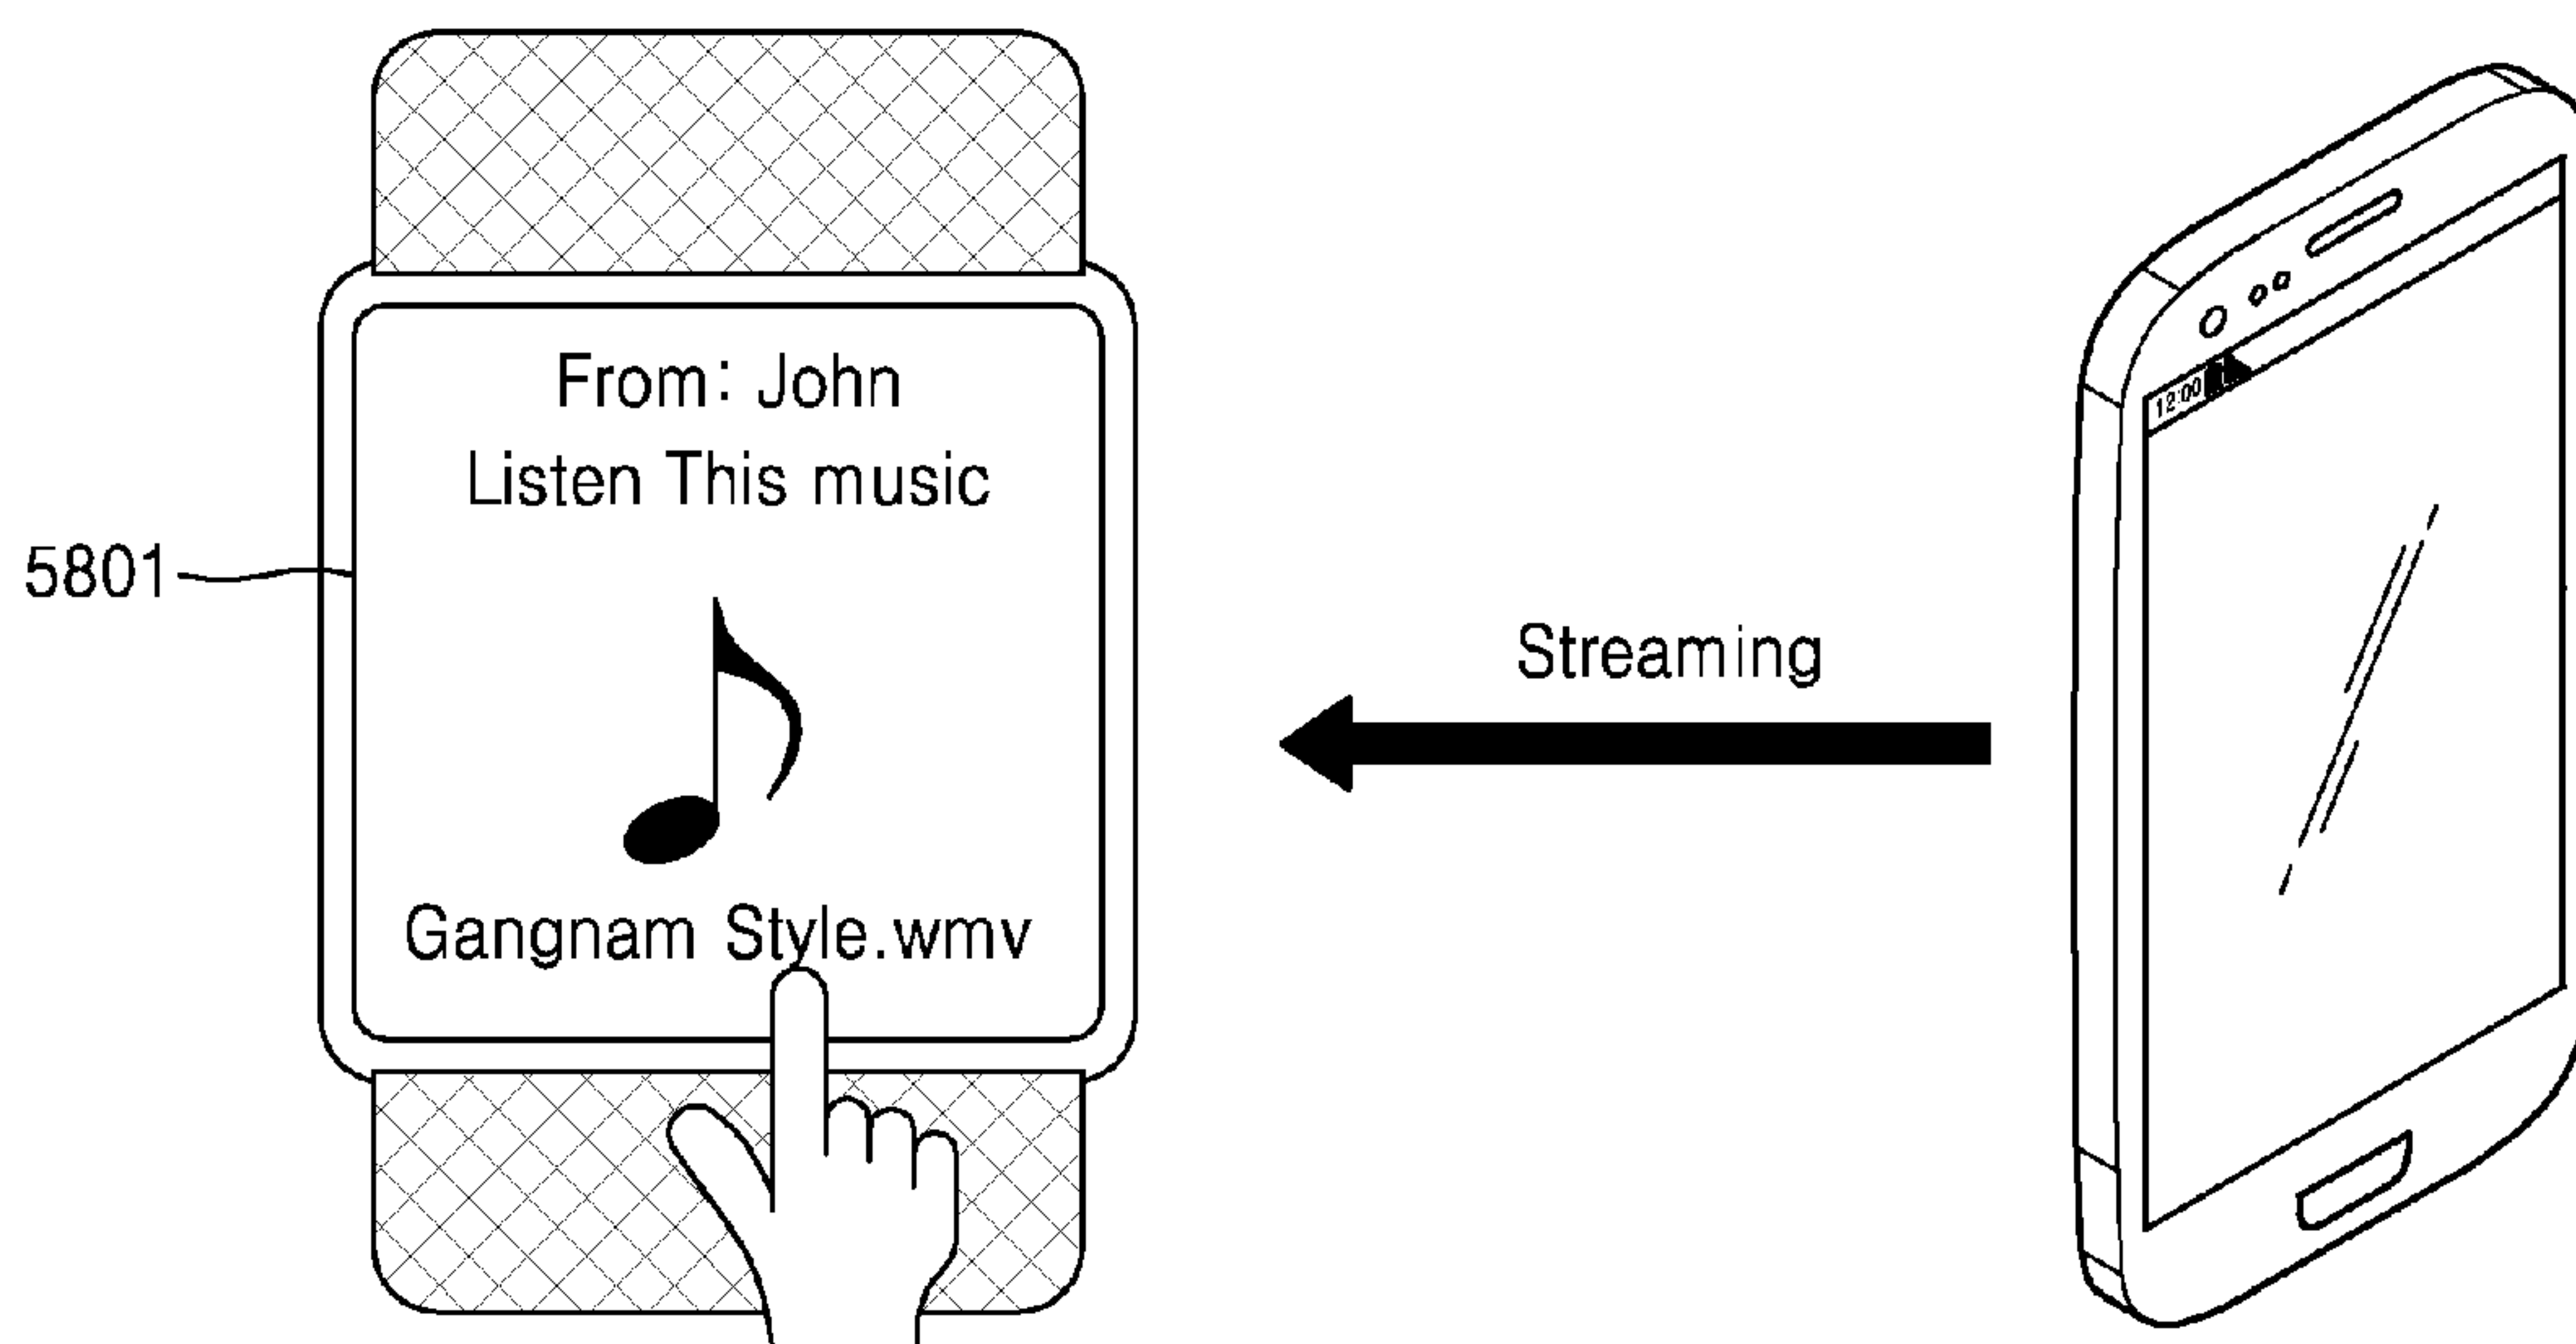 From: John
Listen This music
5801
Gangnam Style.wmv
Streaming
12:00